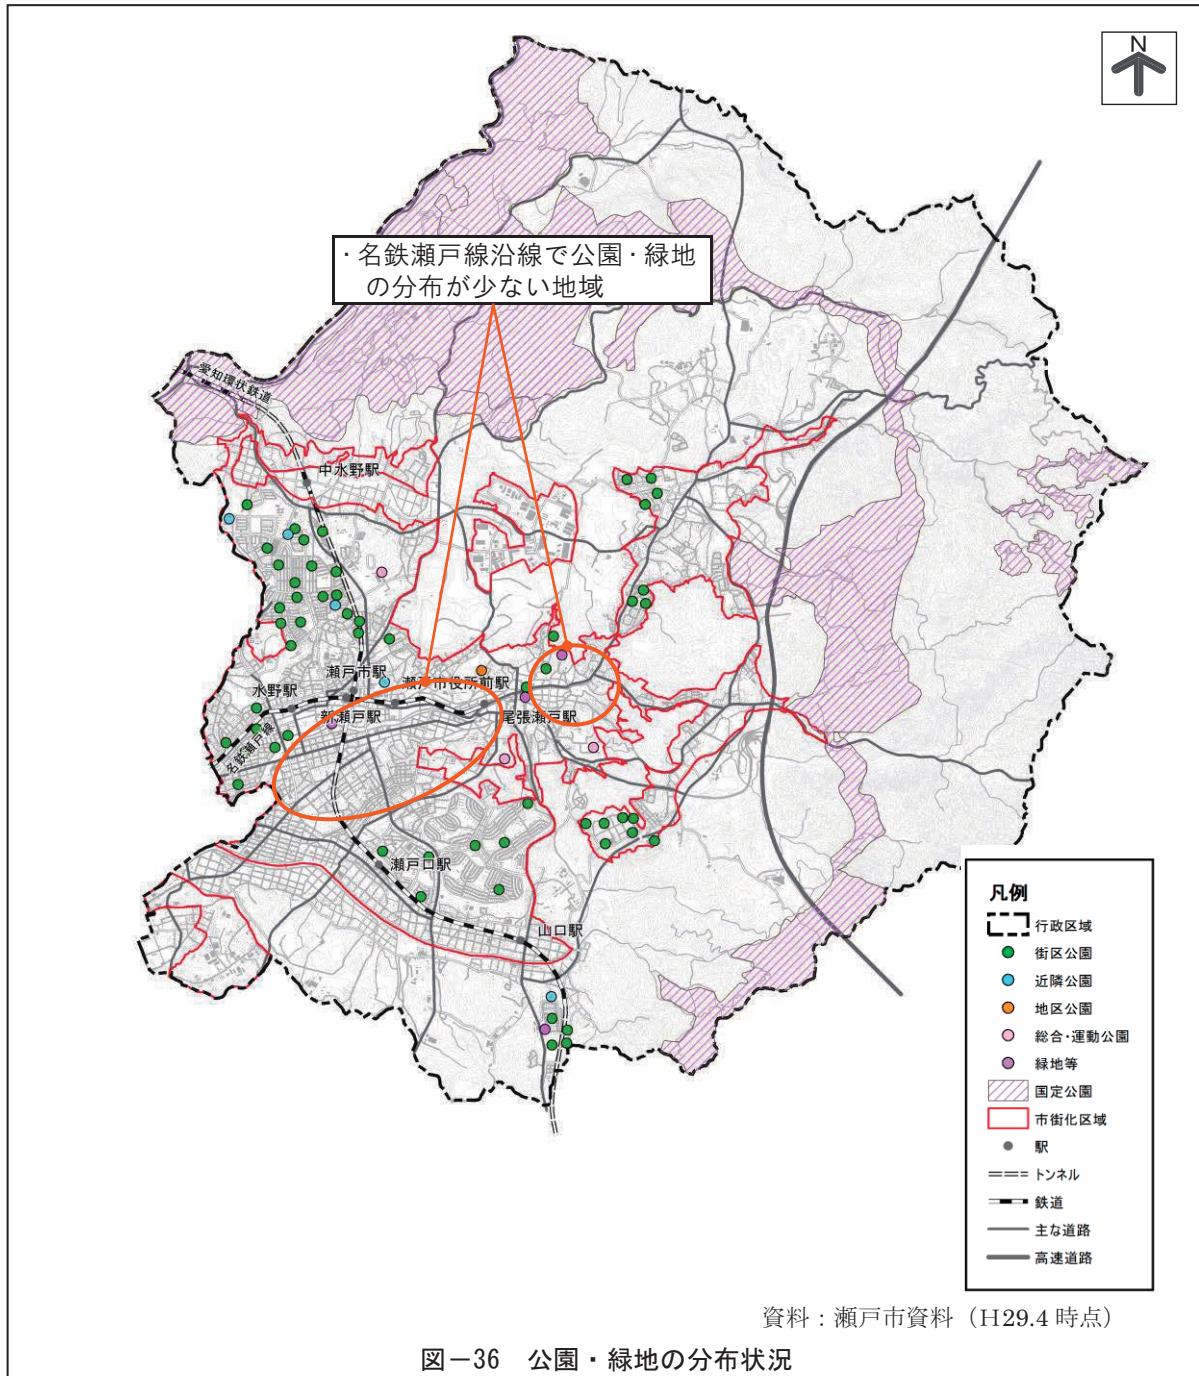 N
・名鉄瀬戸線沿線で公園・緑地
の分布が少ない地域
愛知環状鉄道
中水野駅
瀬戸市駅
水野駅
瀬戸市役所前駅
新瀬戸駅
尾張瀬戸駅
名鉄瀬戸線
瀬戸口駅
山口駅
凡例
行政区域
街区公園
近隣公園
地区公園
総合・運動公園
緑地等
国定公園
市街化区域
駅
トンネル
鉄道
主な道路
高速道路
資料：瀬戸市資料（H29.4 時点）
図－36　公園・緑地の分布状況